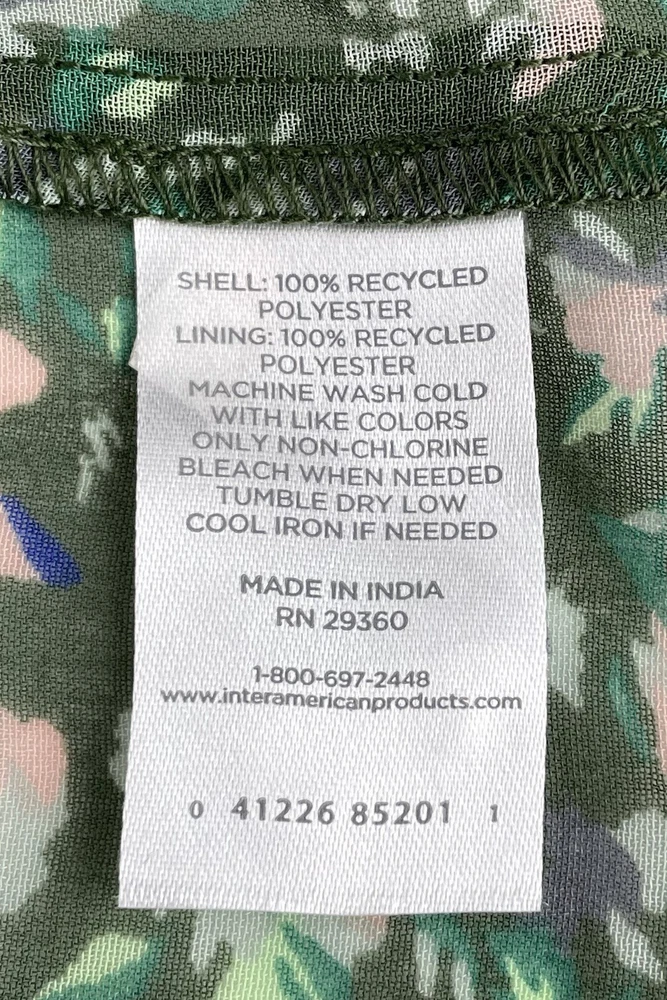 SHELL: 100% RECYCLED
POLYESTER
LINING: 100% RECYCLED
POLYESTER
MACHINE WASH COLD
WITH LIKE COLORS
ONLY NON-CHLORINE
BLEACH WHEN NEEDED
TUMBLE DRY LOW
COOL IRON IF NEEDED
MADE IN INDIA
RN 29360
1-800-697-2448
www.interamericanproducts.com
0 41226 85201 1